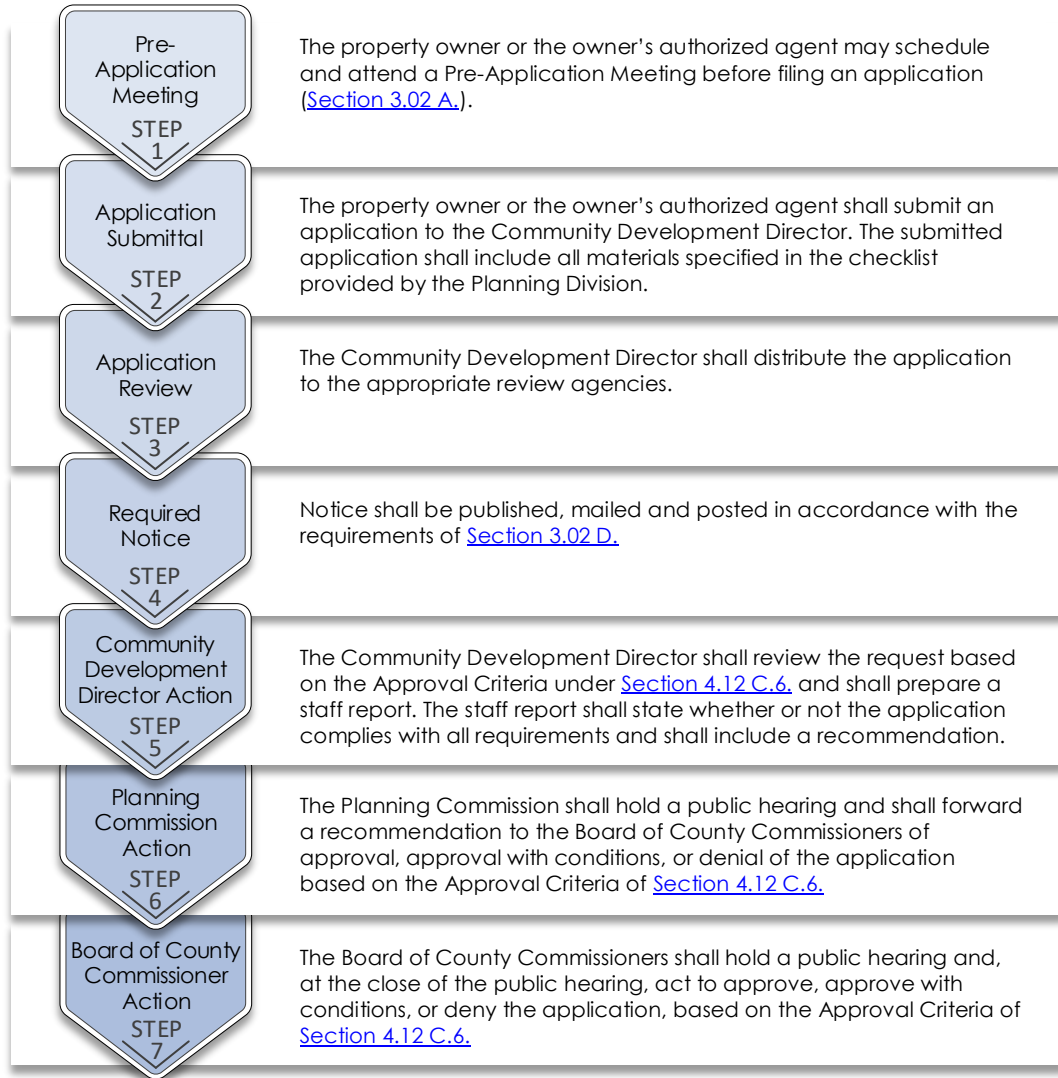 Pre-
Application
Meeting
STEP
1
The property owner or the owner’s authorized agent may schedule
and attend a Pre-Application Meeting before filing an application
(Section 3.02 A.).
Application
Submittal
STEP
2
The property owner or the owner’s authorized agent shall submit an
application to the Community Development Director. The submitted
application shall include all materials specified in the checklist
provided by the Planning Division.
Application
Review
STEP
3
The Community Development Director shall distribute the application
to the appropriate review agencies.
Required
Notice
STEP
4
Notice shall be published, mailed and posted in accordance with the
requirements of Section 3.02 D.
Community
Development
Director Action
STEP
5
The Community Development Director shall review the request based
on the Approval Criteria under Section 4.12 C.6. and shall prepare a
staff report. The staff report shall state whether or not the application
complies with all requirements and shall include a recommendation.
Planning
Commission
Action
STEP
6
The Planning Commission shall hold a public hearing and shall forward
a recommendation to the Board of County Commissioners of
approval, approval with conditions, or denial of the application
based on the Approval Criteria of Section 4.12 C.6.
Board of County
Commissioner
Action
STEP
7
The Board of County Commissioners shall hold a public hearing and,
at the close of the public hearing, act to approve, approve with
conditions, or deny the application, based on the Approval Criteria of
Section 4.12 C.6.